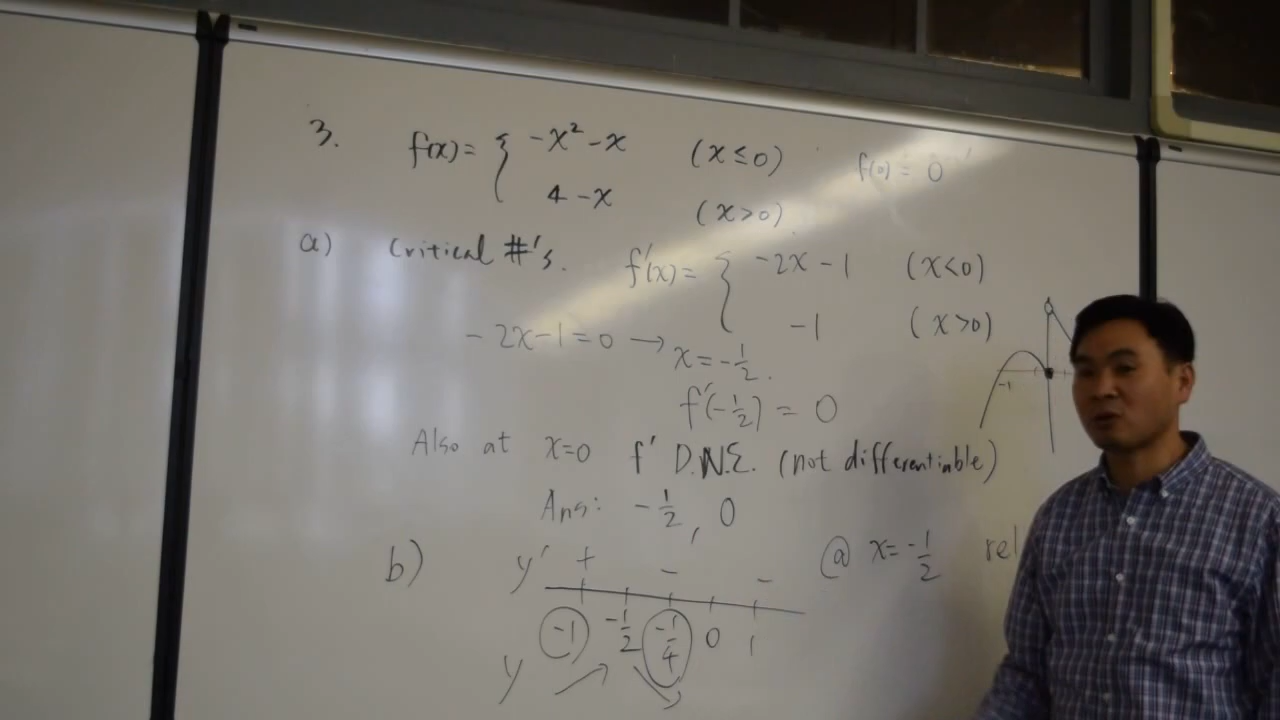 3. f(x) = { -x² - x (x ≤ 0) f(0) = 0
4 - x (x > 0)
a) Critical #'s. f'(x) = { -2x - 1 (x < 0)
-1 (x > 0)
-2x - 1 = 0 → x = -1/2.
f'(-1/2) = 0
-1
Also at x=0 f' D.N.E. (not differentiable)
Ans: -1/2, 0
b) y' + - - @ x = -1/2 rel
-1 -1/2 -1/4 0 1
y